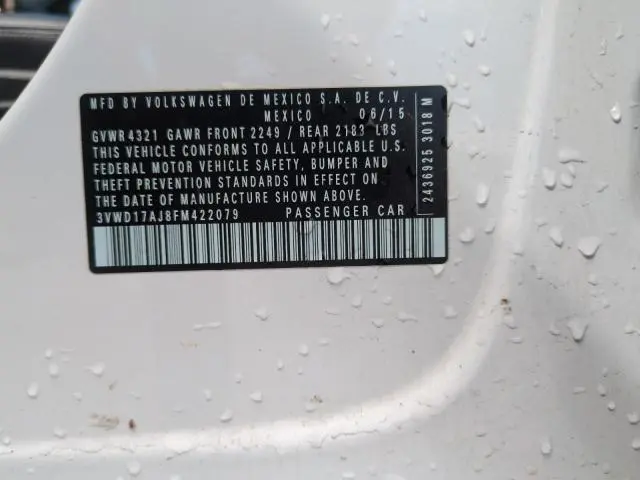 MFD BY VOLKSWAGEN DE MEXICO S.A. DE C.V.
MEXICO 06/15
GVWR 4321 GAWR FRONT 2249 / REAR 2183 LBS
THIS VEHICLE CONFORMS TO ALL APPLICABLE U.S.
FEDERAL MOTOR VEHICLE SAFETY, BUMPER AND
THEFT PREVENTION STANDARDS IN EFFECT ON
THE DATE OF MANUFACTURE SHOWN ABOVE.
3VWD17AJ8FM422079 PASSENGER CAR
2436925 3018 M